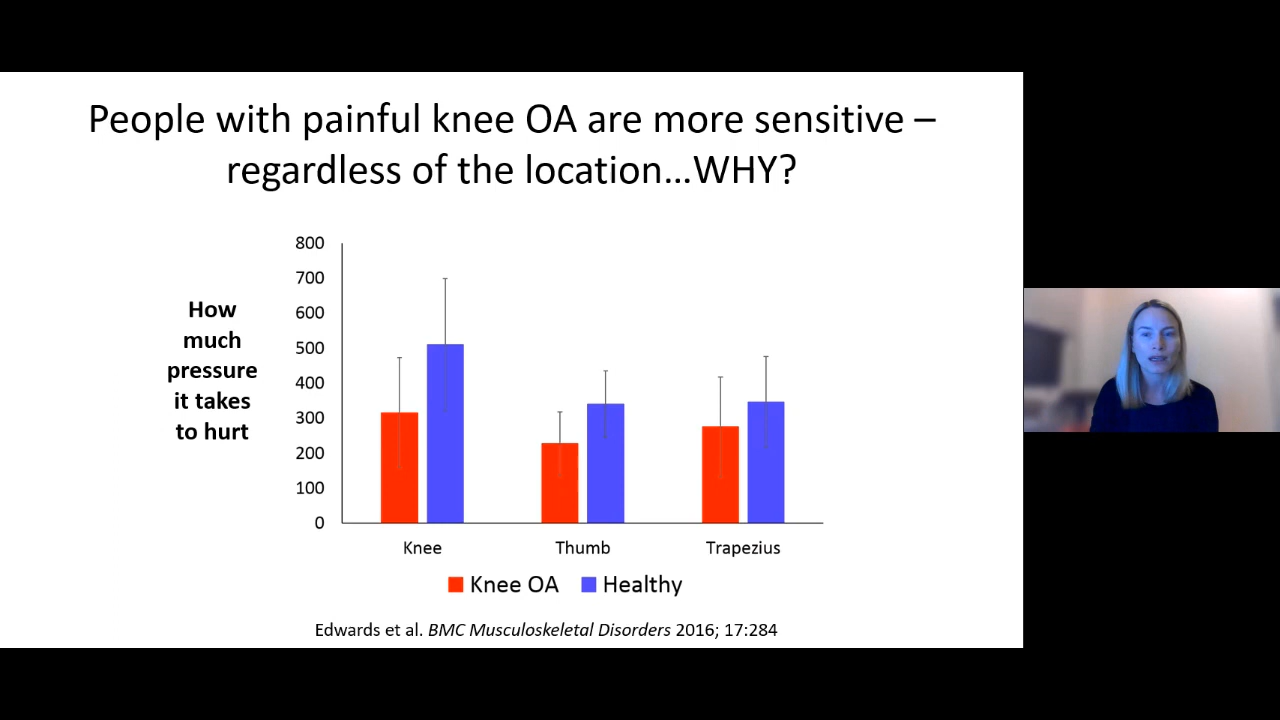 People with painful knee OA are more sensitive –
regardless of the location...WHY?
How
much
pressure
it takes
to hurt
800
700
600
500
400
300
200
100
0
Knee
Thumb
Trapezius
Knee OA
Healthy
Edwards et al. BMC Musculoskeletal Disorders 2016; 17:284